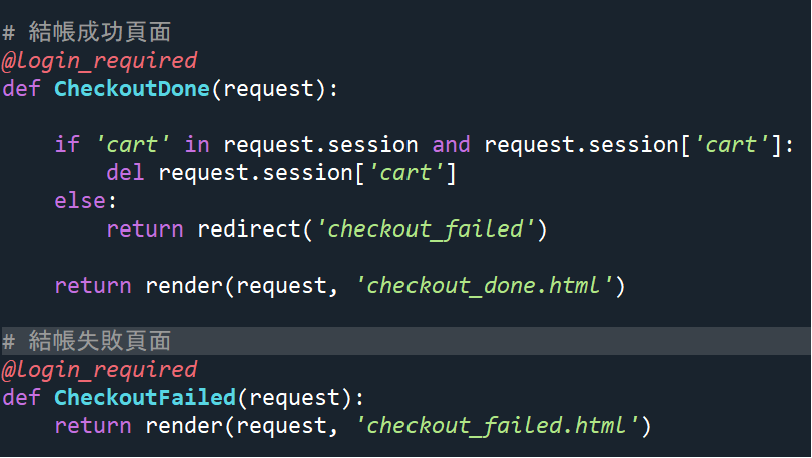 # 結帳成功頁面
@login_required
def CheckoutDone(request):
    if 'cart' in request.session and request.session['cart']:
        del request.session['cart']
    else:
        return redirect('checkout_failed')
    return render(request, 'checkout_done.html')
# 結帳失敗頁面
@login_required
def CheckoutFailed(request):
    return render(request, 'checkout_failed.html')